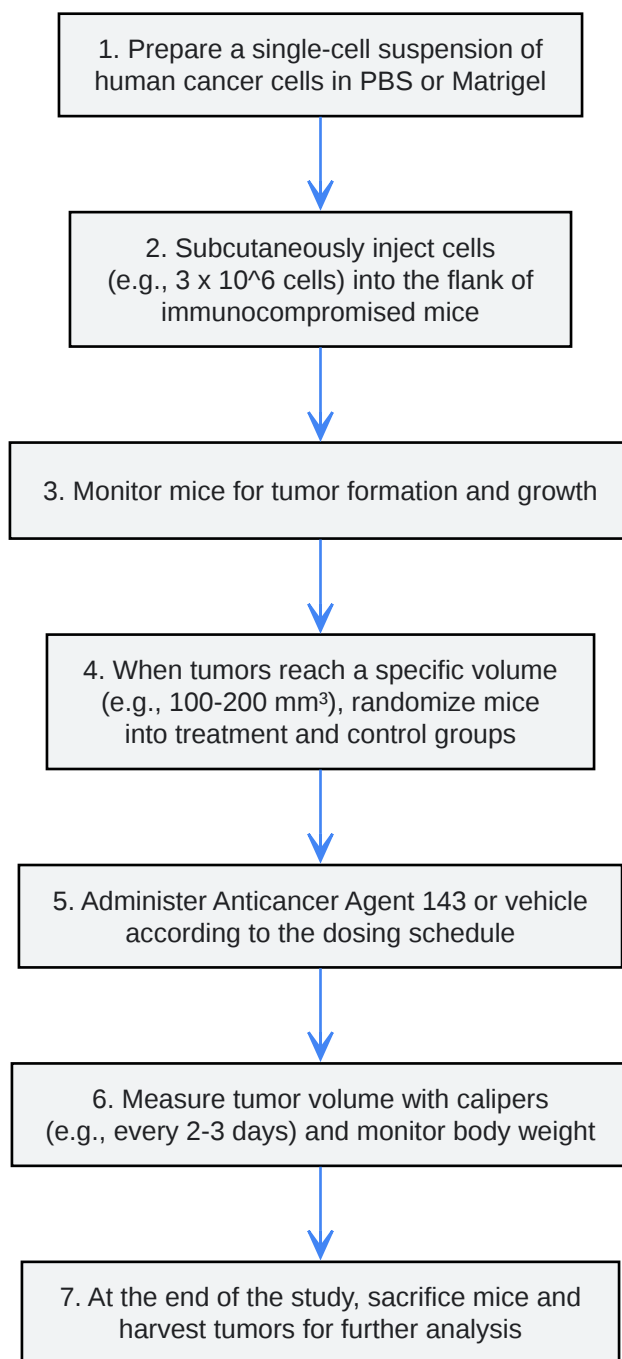 1. Prepare a single-cell suspension of
human cancer cells in PBS or Matrigel
2. Subcutaneously inject cells
(e.g., 3 x 10^6 cells) into the flank of
immunocompromised mice
3. Monitor mice for tumor formation and growth
4. When tumors reach a specific volume
(e.g., 100-200 mm³), randomize mice
into treatment and control groups
5. Administer Anticancer Agent 143 or vehicle
according to the dosing schedule
6. Measure tumor volume with calipers
(e.g., every 2-3 days) and monitor body weight
7. At the end of the study, sacrifice mice and
harvest tumors for further analysis